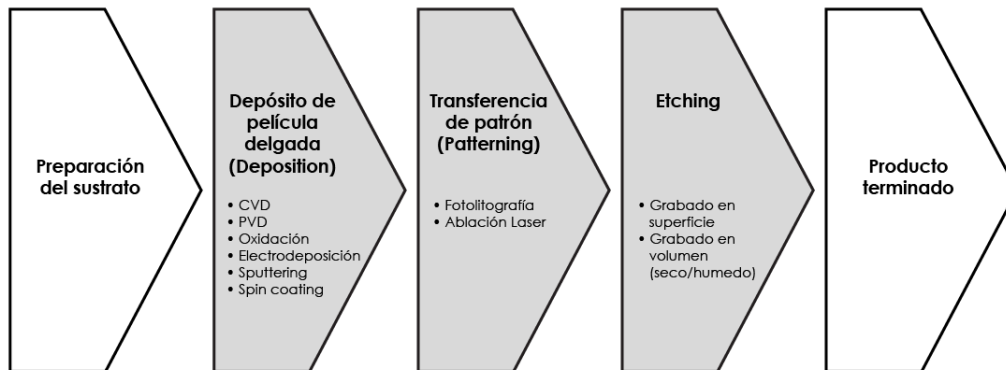 Preparación
del sustrato
Depósito de
película
delgada
(Deposition)
• CVD
• PVD
• Oxidación
• Electrodeposición
• Sputtering
• Spin coating
Transferencia
de patrón
(Patterning)
• Fotolitografía
• Ablación Laser
Etching
• Grabado en
superficie
• Grabado en
volumen
(seco/humedo)
Producto
terminado